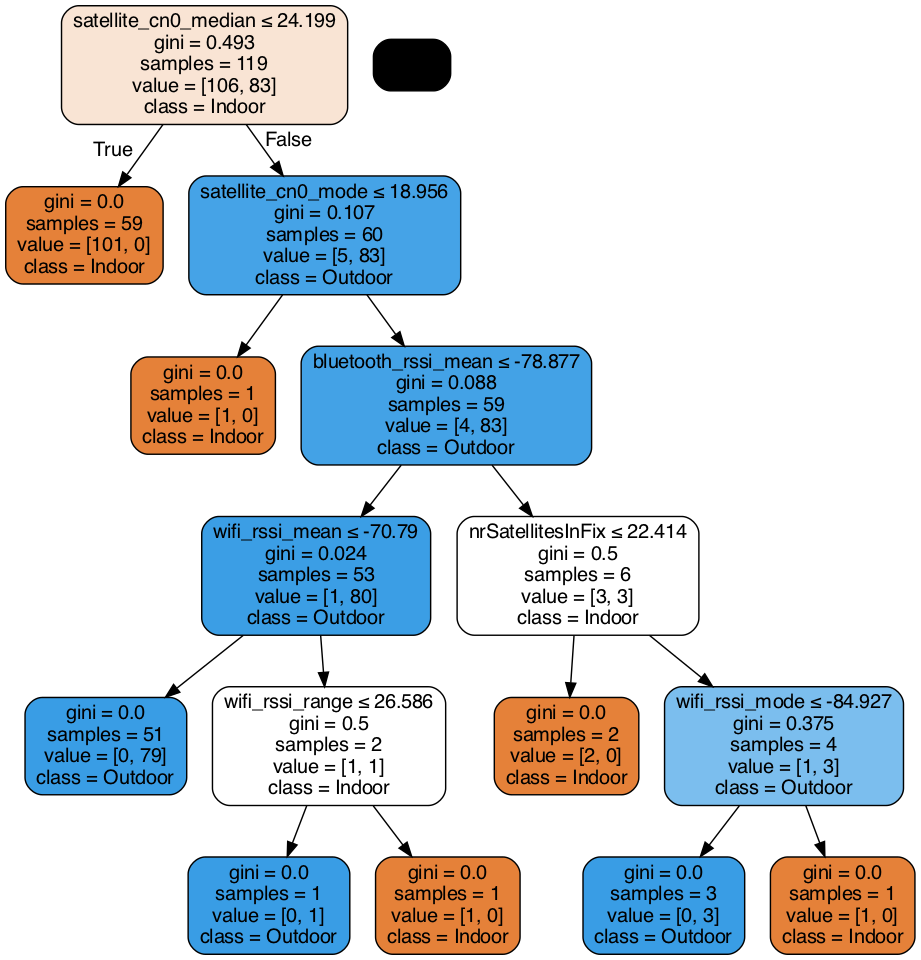 satellite_cn0_median ≤ 24.199
gini = 0.493
samples = 119
value = [106, 83]
class = Indoor
True
False
gini = 0.0
samples = 59
value = [101, 0]
class = Indoor
satellite_cn0_mode ≤ 18.956
gini = 0.107
samples = 60
value = [5, 83]
class = Outdoor
gini = 0.0
samples = 1
value = [1, 0]
class = Indoor
bluetooth_rssi_mean ≤ -78.877
gini = 0.088
samples = 59
value = [4, 83]
class = Outdoor
wifi_rssi_mean ≤ -70.79
gini = 0.024
samples = 53
value = [1, 80]
class = Outdoor
nrSatellitesInFix ≤ 22.414
gini = 0.5
samples = 6
value = [3, 3]
class = Indoor
gini = 0.0
samples = 51
value = [0, 79]
class = Outdoor
wifi_rssi_range ≤ 26.586
gini = 0.5
samples = 2
value = [1, 1]
class = Indoor
gini = 0.0
samples = 2
value = [2, 0]
class = Indoor
wifi_rssi_mode ≤ -84.927
gini = 0.375
samples = 4
value = [1, 3]
class = Outdoor
gini = 0.0
samples = 1
value = [0, 1]
class = Outdoor
gini = 0.0
samples = 1
value = [1, 0]
class = Indoor
gini = 0.0
samples = 3
value = [0, 3]
class = Outdoor
gini = 0.0
samples = 1
value = [1, 0]
class = Indoor